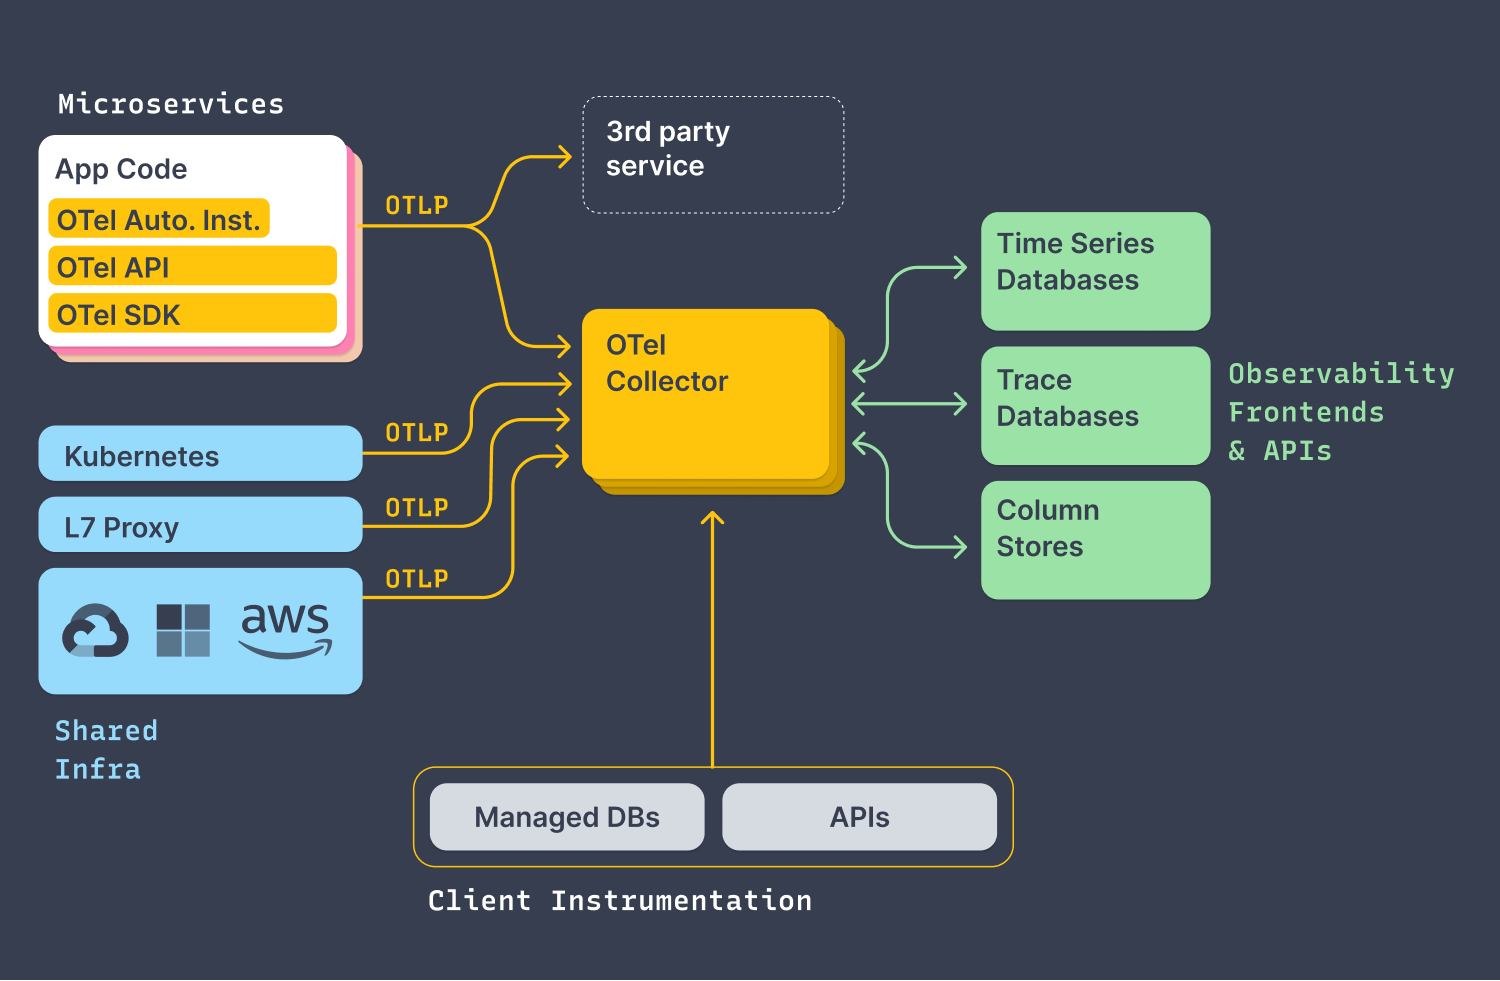 Microservices
App Code
OTel Auto. Inst.
OTel API
OTel SDK
OTLP
3rd party
service
Kubernetes
OTLP
L7 Proxy
OTLP
OTLP
aws
Shared
Infra
OTel
Collector
Time Series
Databases
Trace
Databases
Column
Stores
Observability
Frontends
& APIs
Managed DBs
APIs
Client Instrumentation